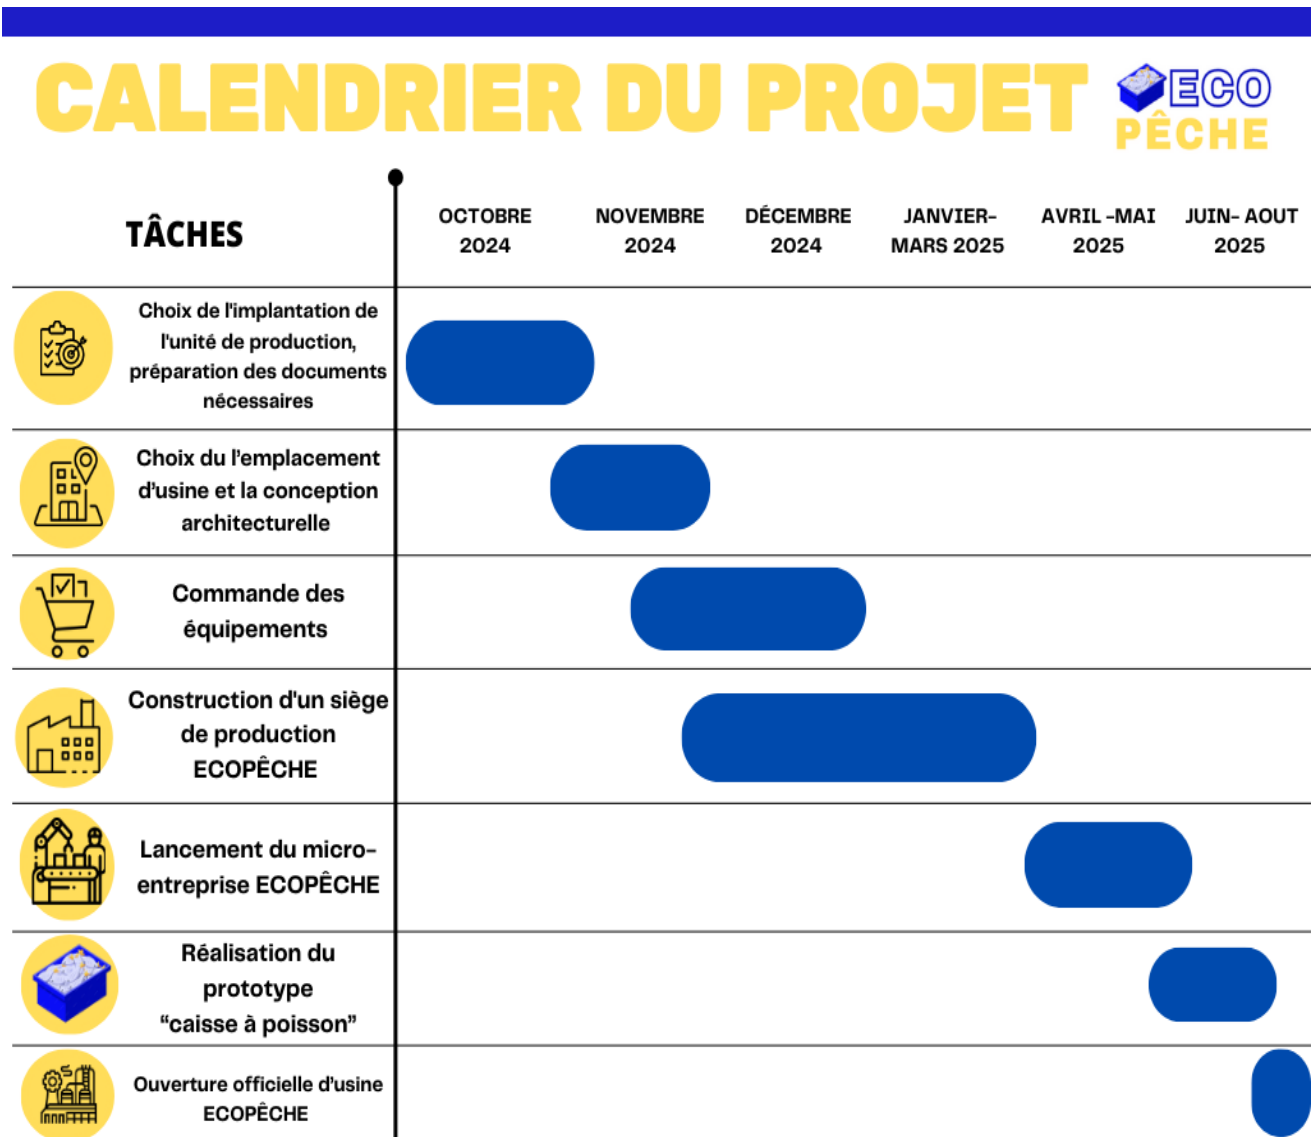 CALENDRIER DU PROJET
ECO
PÊCHE
TÂCHES
OCTOBRE
2024
NOVEMBRE
2024
DÉCEMBRE
2024
JANVIER-
MARS 2025
AVRIL -MAI
2025
JUIN- AOUT
2025
Choix de l'implantation de
l'unité de production,
préparation des documents
nécessaires
Choix du l'emplacement
d'usine et la conception
architecturelle
Commande des
équipements
Construction d'un siège
de production
ECOPÊCHE
Lancement du micro-
entreprise ECOPÊCHE
Réalisation du
prototype
“caisse à poisson”
Ouverture officielle d'usine
ECOPÊCHE